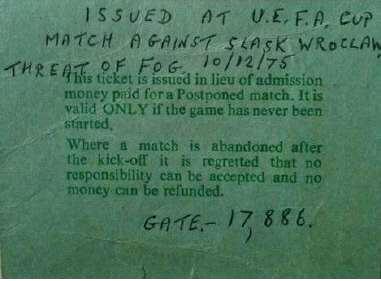 ISSUED AT U.E.F.A. CUP
MATCH AGAINST SLASK WROCLAW
THREAT OF FOG 10/12/75
This ticket is issued in lieu of admission
money paid for a Postponed match. It is
valid ONLY if the game has never been
started.
Where a match is abandoned after
the kick-off it is regretted that no
responsibility can be accepted and no
money can be refunded.
GATE.- 17,886.